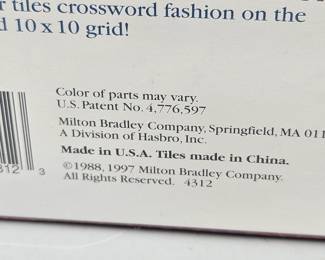 r tiles crossword fashion on the
d 10 x 10 grid!
Color of parts may vary.
U.S. Patent No. 4,776,597
Milton Bradley Company, Springfield, MA 011
A Division of Hasbro, Inc.
Made in U.S.A. Tiles made in China.
©1988, 1997 Milton Bradley Company.
All Rights Reserved. 4312
312 3